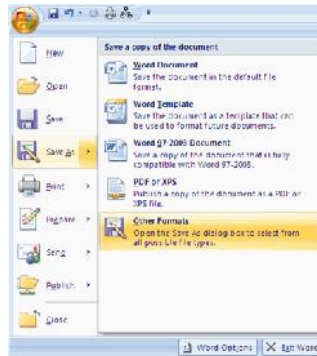 New
Open
Save
Save As
Print
Prepare
Send
Publish
Close
Save a copy of the document
Word Document
Save the document in the default file
format.
Word Template
Save the document as a template that can
be used to format future documents.
Word 97-2003 Document
Save a copy of the document that is fully
compatible with Word 97-2003.
PDF or XPS
Publish a copy of the document as a PDF or
XPS file.
Other Formats
Open the Save As dialog box to select from
all possible file types.
Word Options
Exit Word